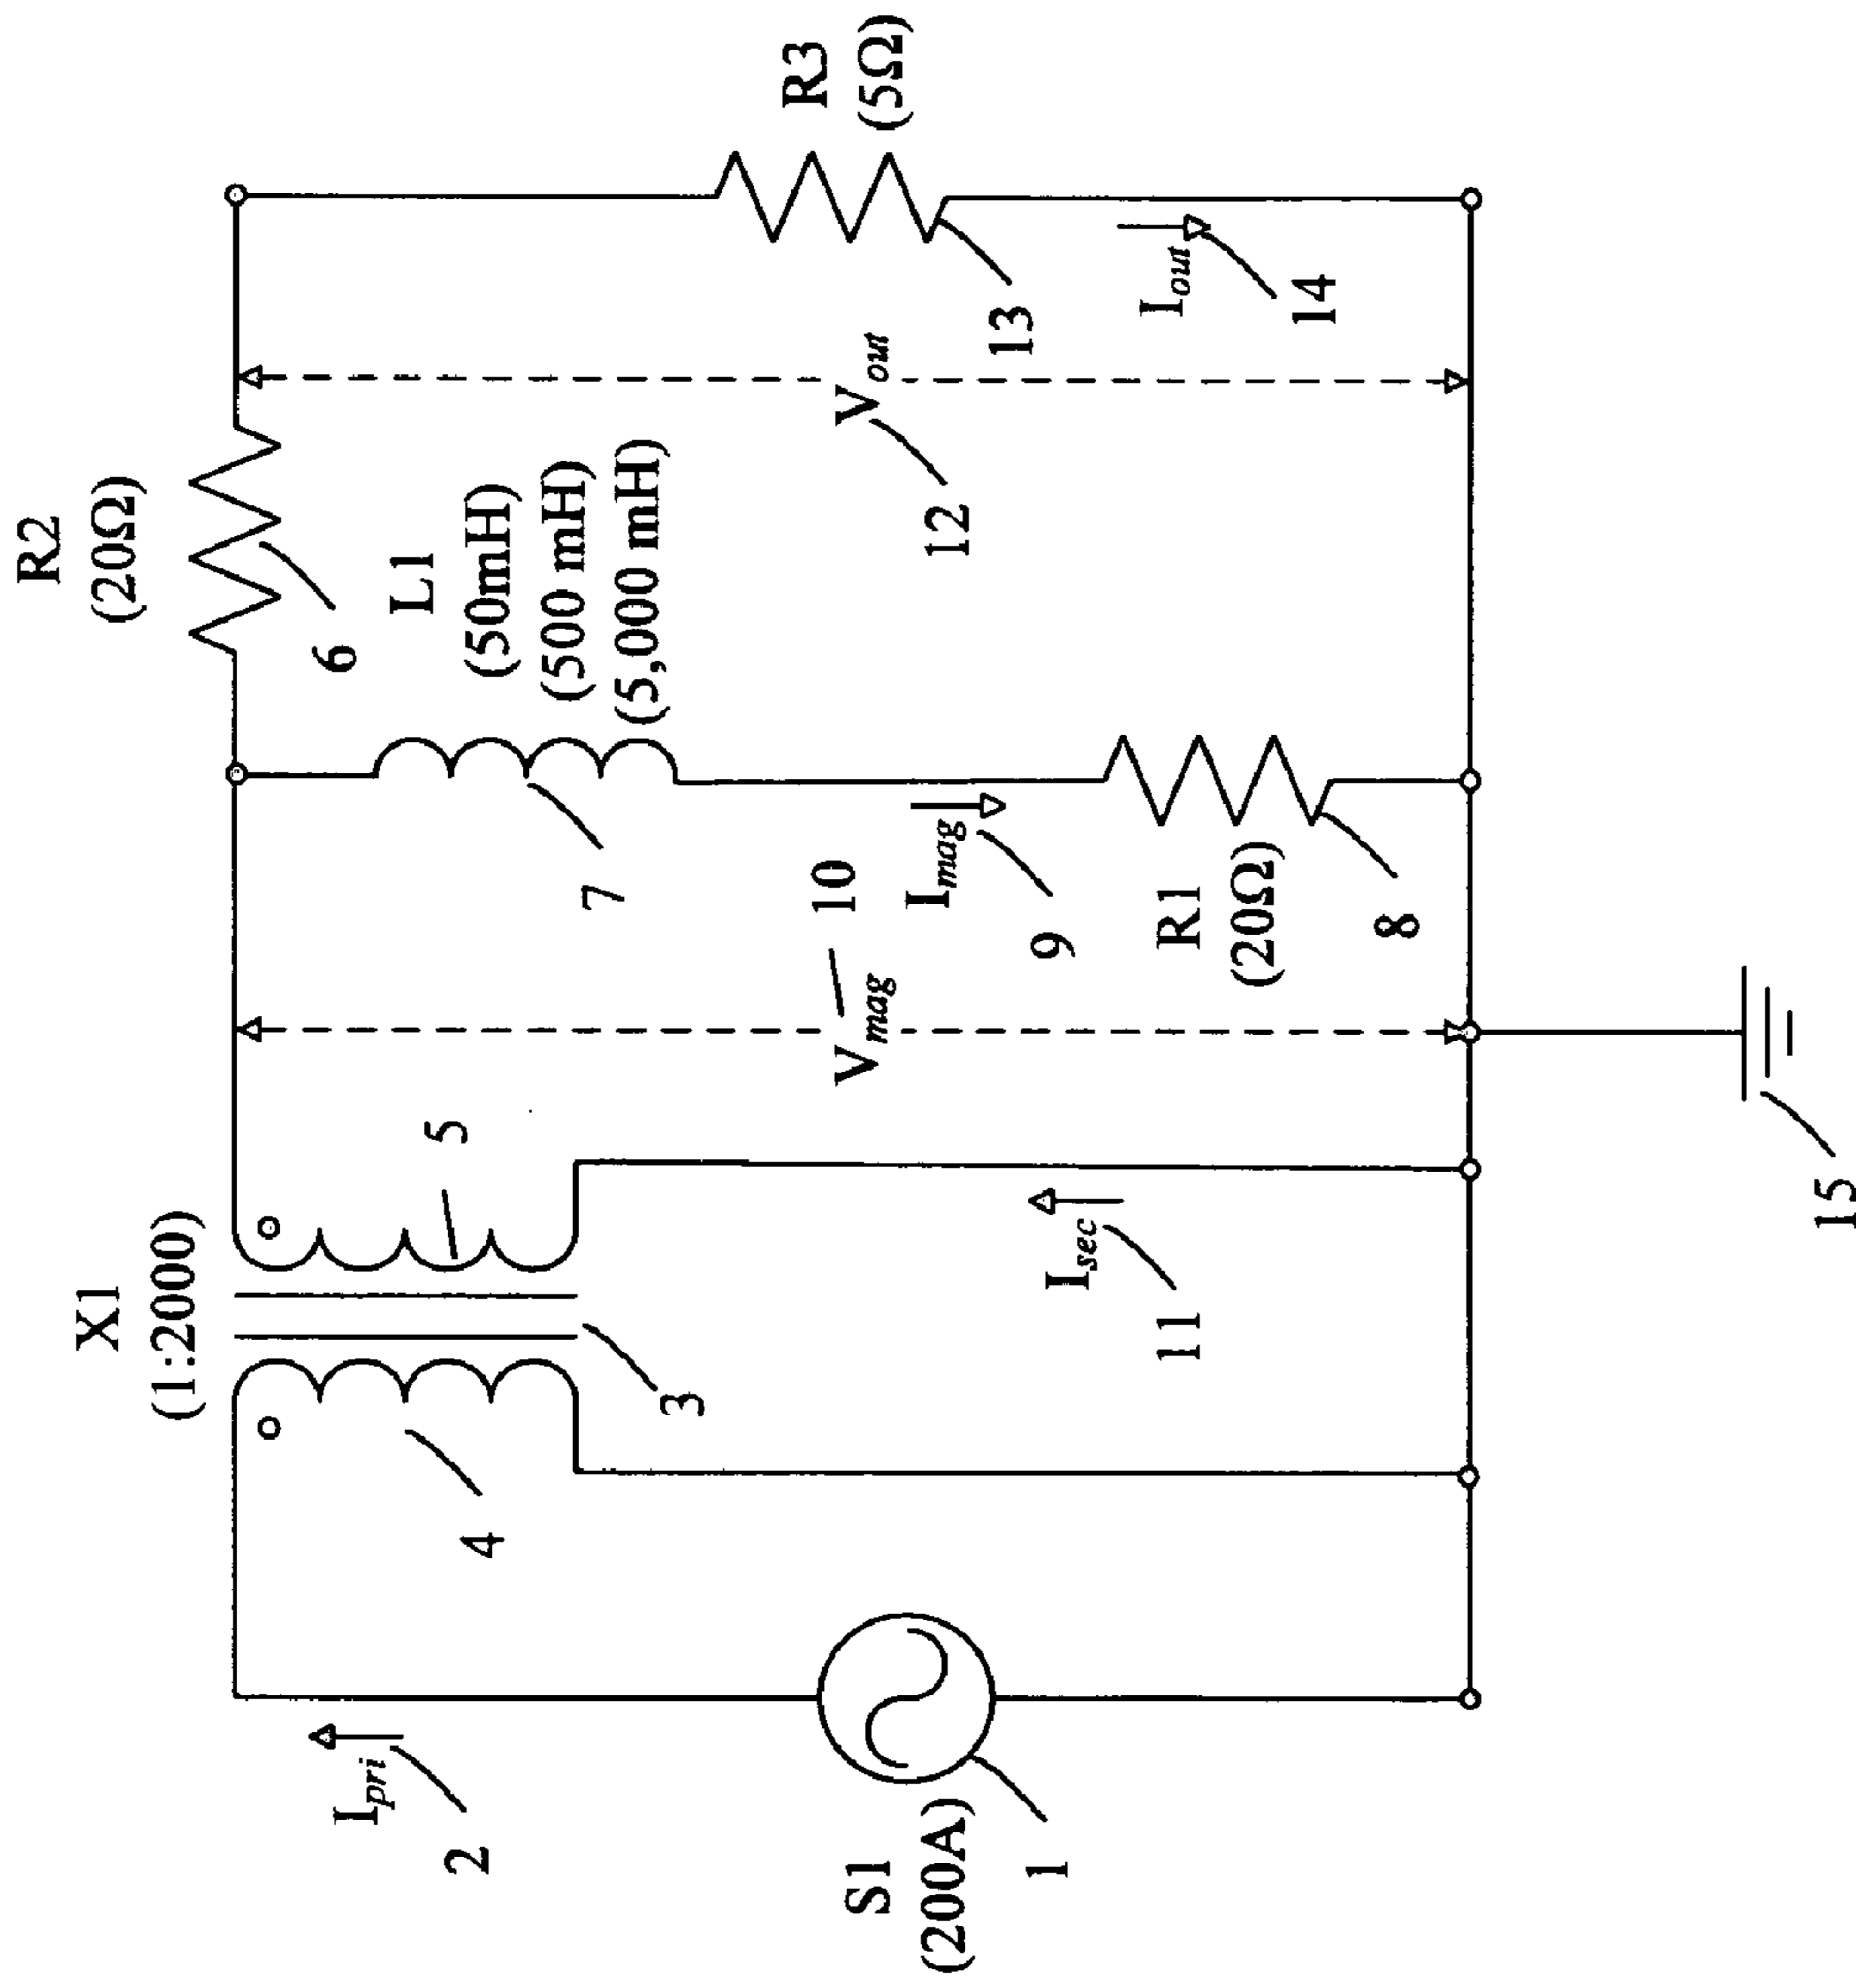 S1
(200A)
1
I_pri
2
X1
(1:2000)
4
3
5
I_sec
11
V_mag
10
I_mag
9
R1
(20Ω)
8
7
L1
(50mH)
(500 mH)
(5,000 mH)
R2
(20Ω)
6
V_out
12
R3
(5Ω)
13
I_out
14
15